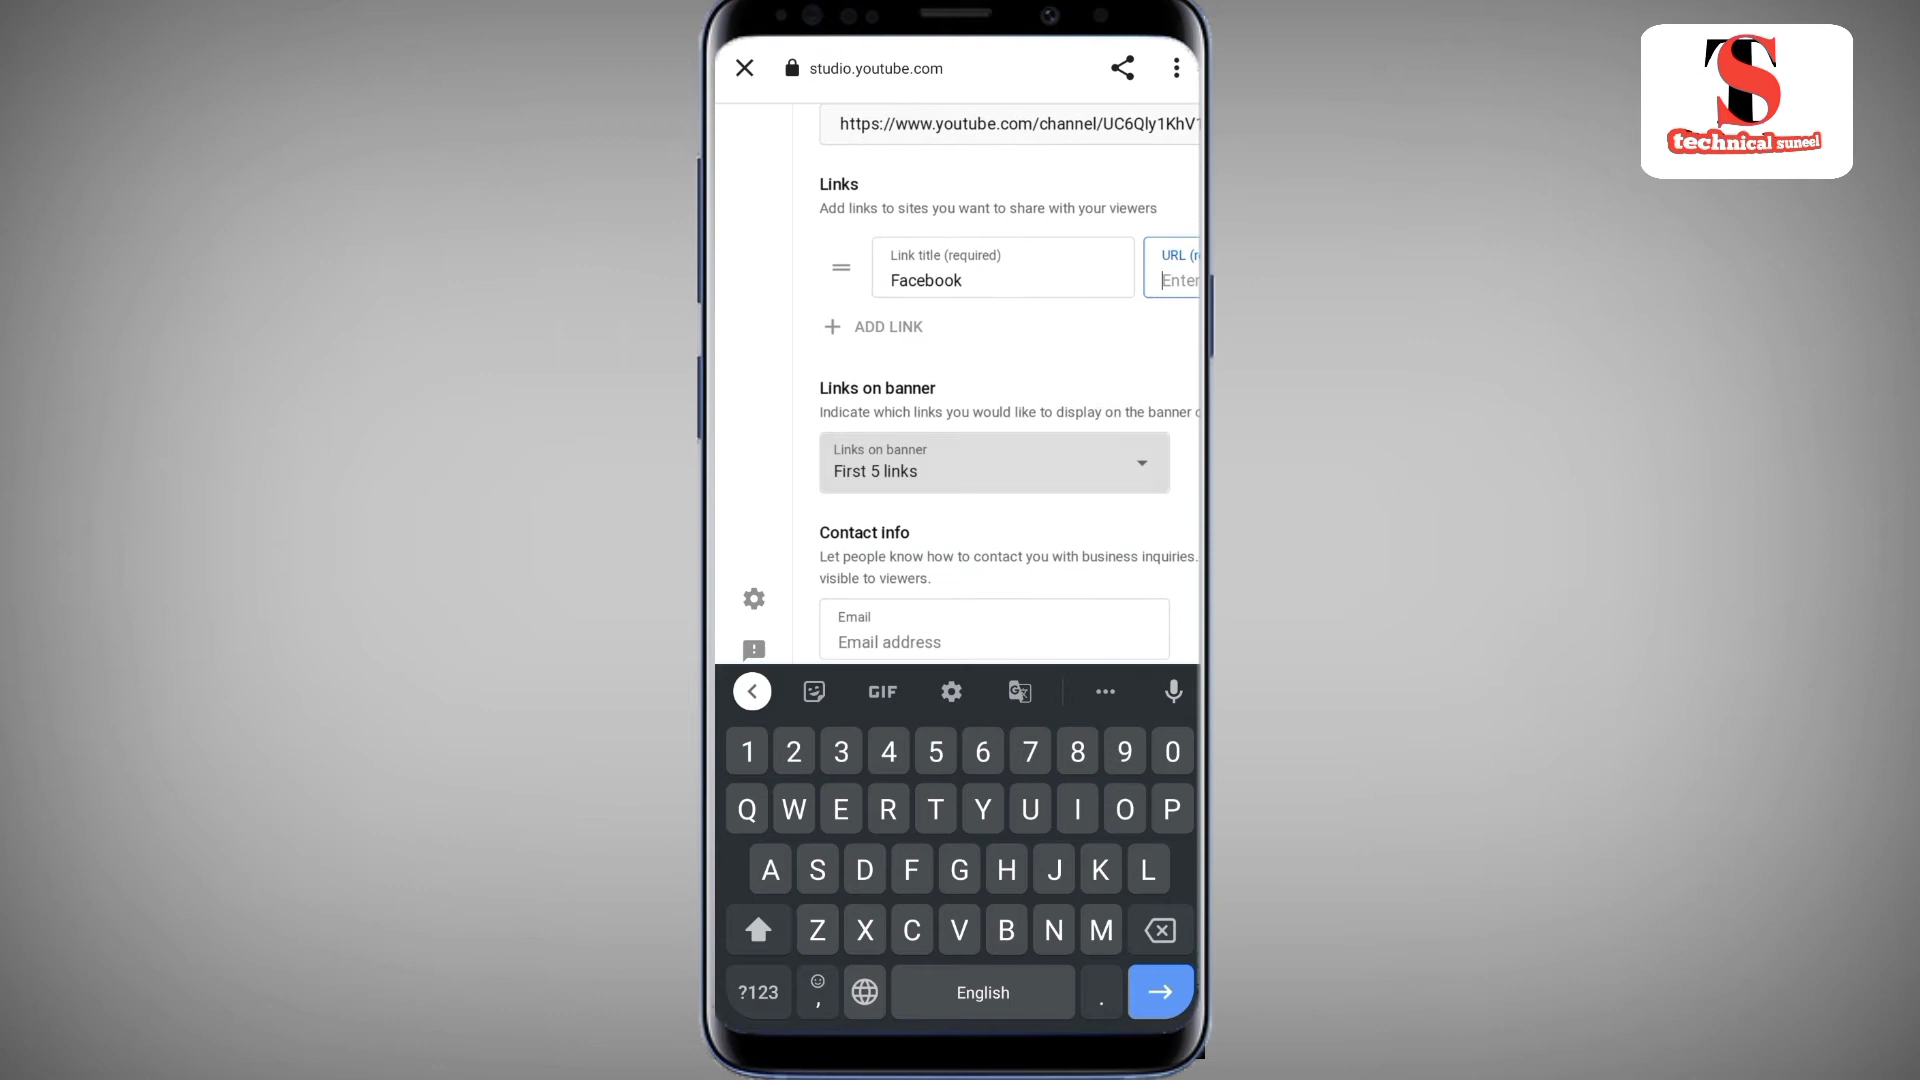 studio.youtube.com
https://www.youtube.com/channel/UC6Qly1KhV
Links
Add links to sites you want to share with your viewers
Link title (required)
Facebook
URL (r
Enter
ADD LINK
Links on banner
Indicate which links you would like to display on the banner
Links on banner
First 5 links
Contact info
Let people know how to contact you with business inquiries.
visible to viewers.
Email
Email address
GIF
1 2 3 4 5 6 7 8 9 0
Q W E R T Y U I O P
A S D F G H J K L
Z X C V B N M
?123 , English .
TS
technical suneel